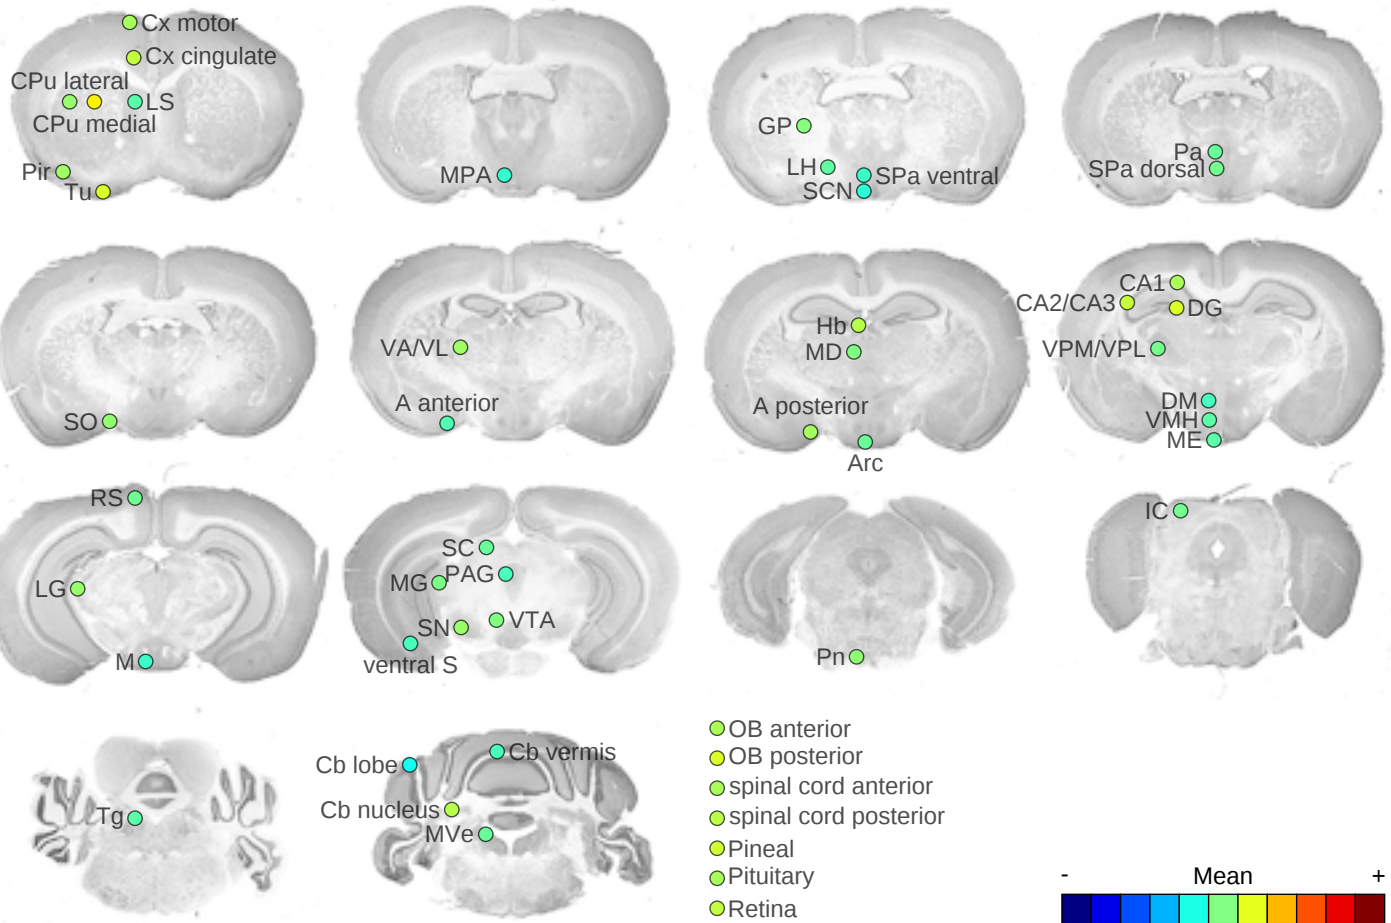 Cx motor
Cx cingulate
CPu lateral
LS
CPu medial
Pir
Tu
MPA
GP
LH
SPa ventral
SCN
Pa
SPa dorsal
SO
VA/VL
A anterior
Hb
MD
A posterior
Arc
CA1
CA2/CA3
DG
VPM/VPL
DM
VMH
ME
RS
LG
M
SC
MG
PAG
SN
VTA
ventral S
Pn
IC
Tg
Cb lobe
Cb vermis
Cb nucleus
MVe
OB anterior
OB posterior
spinal cord anterior
spinal cord posterior
Pineal
Pituitary
Retina
- Mean +